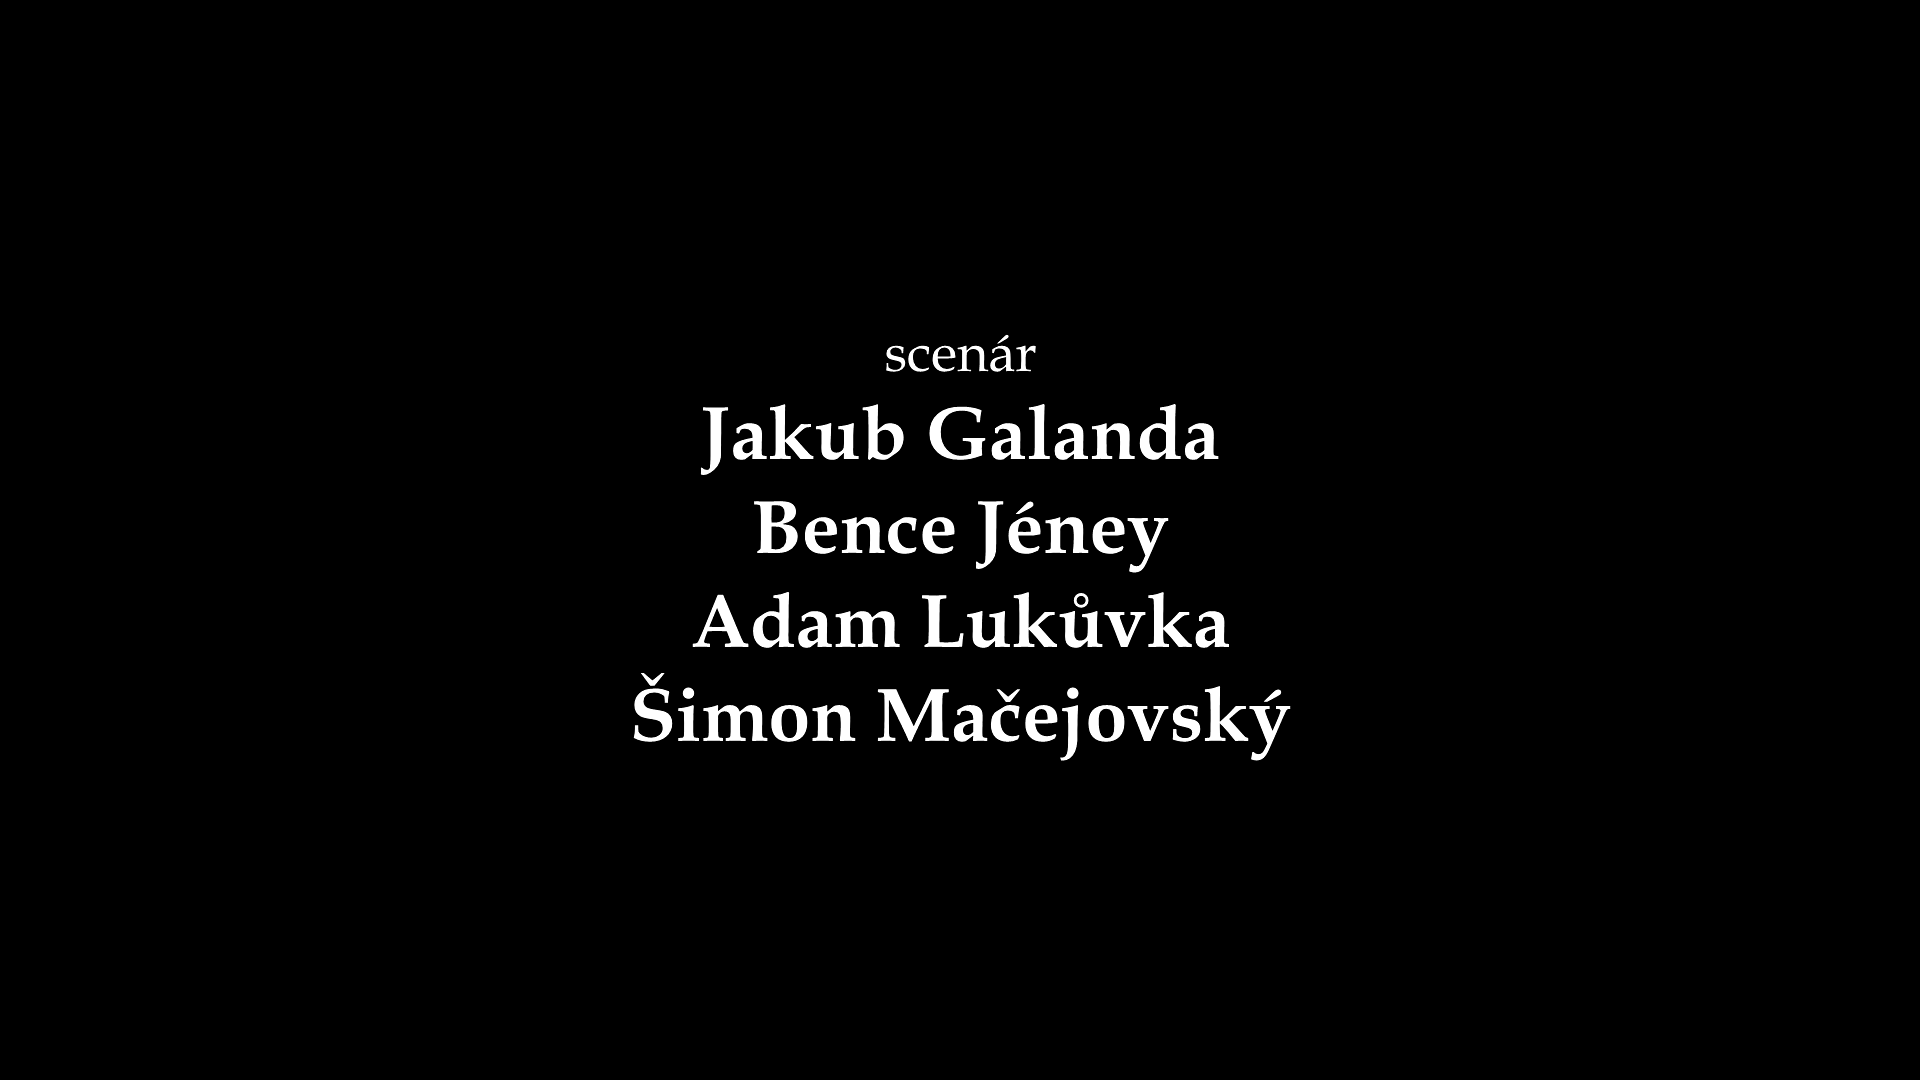 scenár
Jakub Galanda
Bence Jéney
Adam Lukůvka
Šimon Mačejovský